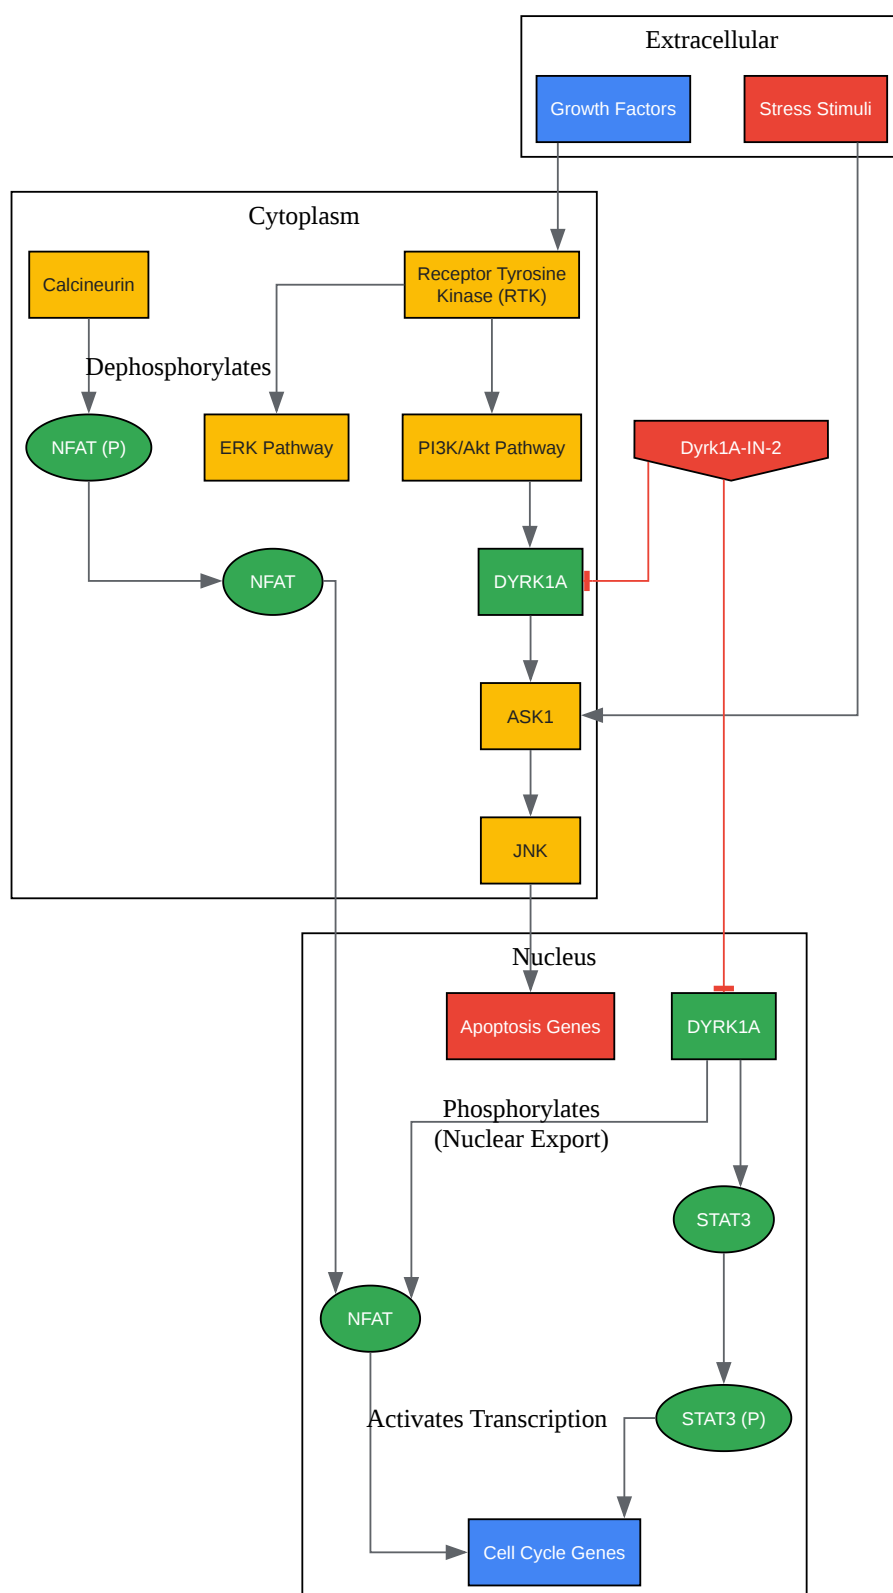 Extracellular
Growth Factors
Stress Stimuli
Cytoplasm
Calcineurin
Receptor Tyrosine
Kinase (RTK)
Dephosphorylates
NFAT (P)
ERK Pathway
PI3K/Akt Pathway
Dyrk1A-IN-2
NFAT
DYRK1A
ASK1
JNK
Nucleus
Apoptosis Genes
DYRK1A
Phosphorylates
(Nuclear Export)
STAT3
NFAT
Activates Transcription
STAT3 (P)
Cell Cycle Genes